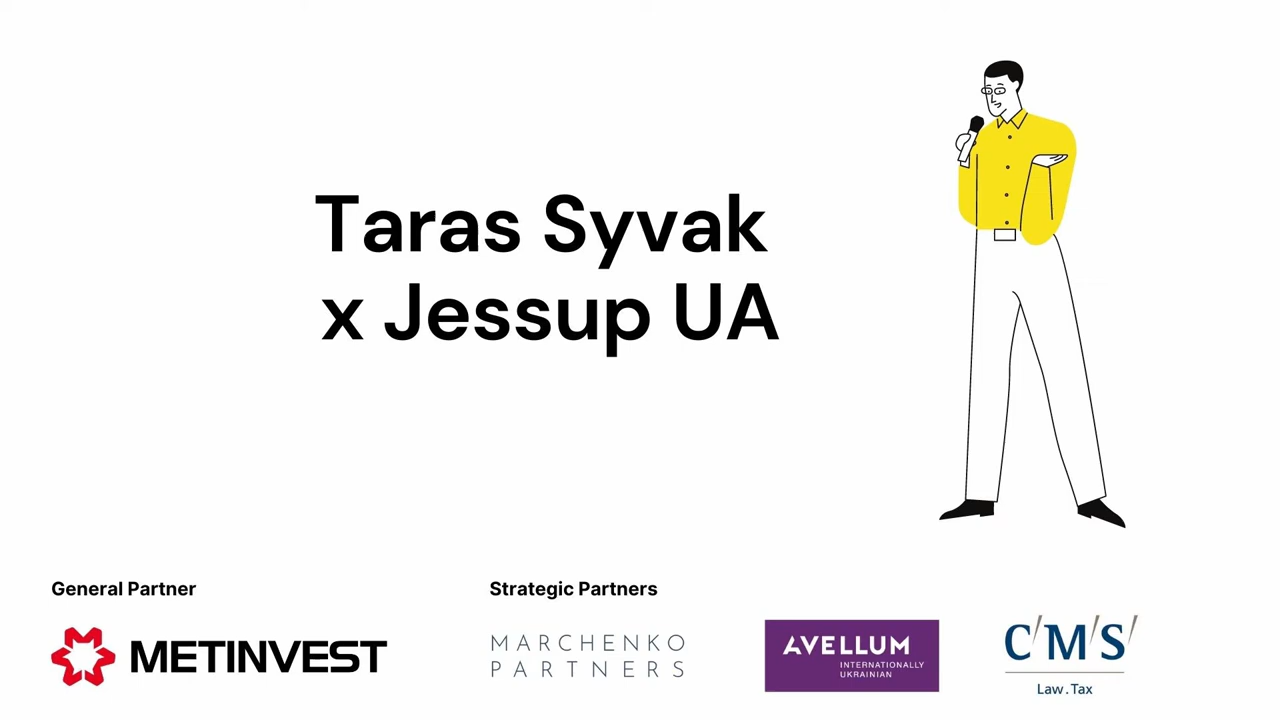 Taras Syvak
x Jessup UA
General Partner
METINVEST
Strategic Partners
MARCHENKO
PARTNERS
AVELLUM
INTERNATIONALLY
UKRAINIAN
C/M/S/
Law.Tax